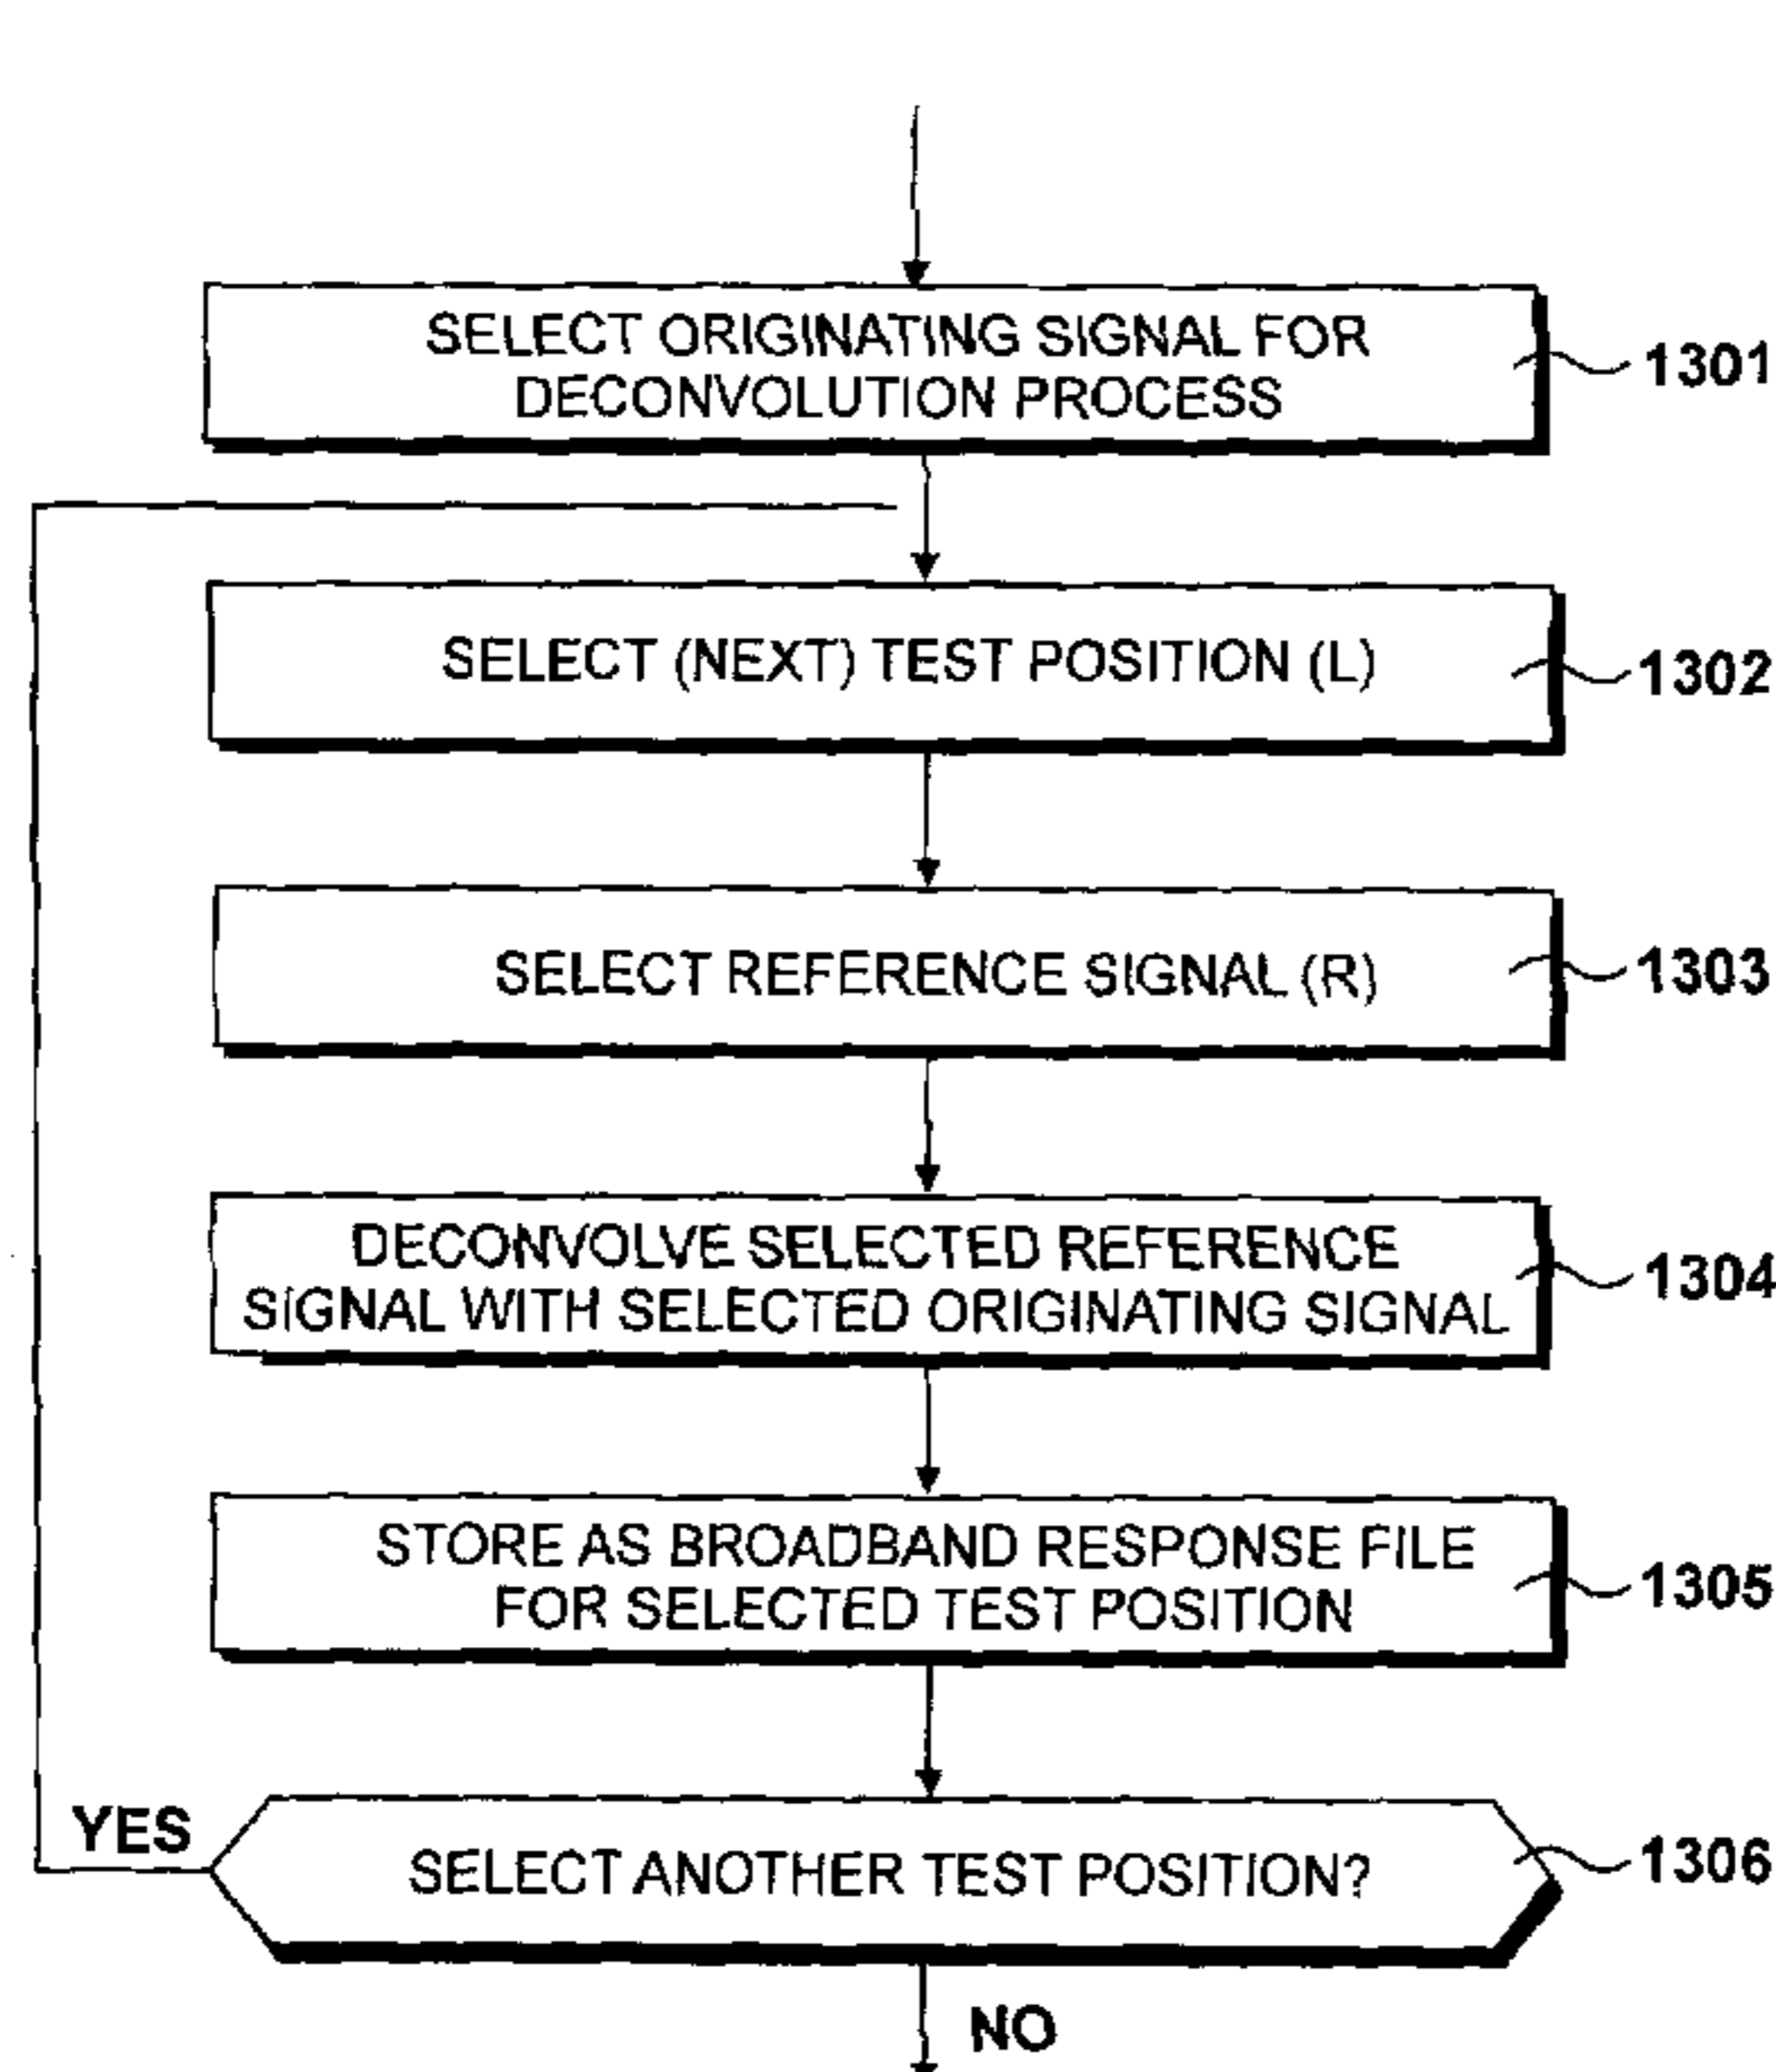 SELECT ORIGINATING SIGNAL FOR
DECONVOLUTION PROCESS
1301
SELECT (NEXT) TEST POSITION (L)
1302
SELECT REFERENCE SIGNAL (R)
1303
DECONVOLVE SELECTED REFERENCE
SIGNAL WITH SELECTED ORIGINATING SIGNAL
1304
STORE AS BROADBAND RESPONSE FILE
FOR SELECTED TEST POSITION
1305
YES
SELECT ANOTHER TEST POSITION?
1306
NO